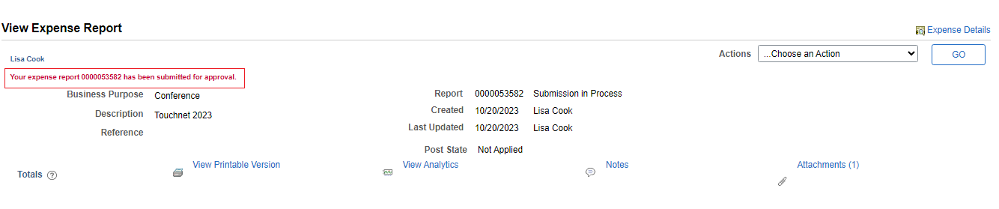 View Expense Report
Expense Details
Actions ...Choose an Action GO
Lisa Cook
Your expense report 0000053582 has been submitted for approval.
Business Purpose Conference
Report 0000053582 Submission in Process
Description Touchnet 2023
Created 10/20/2023 Lisa Cook
Reference
Last Updated 10/20/2023 Lisa Cook
Post State Not Applied
Totals ? View Printable Version View Analytics Notes Attachments (1)